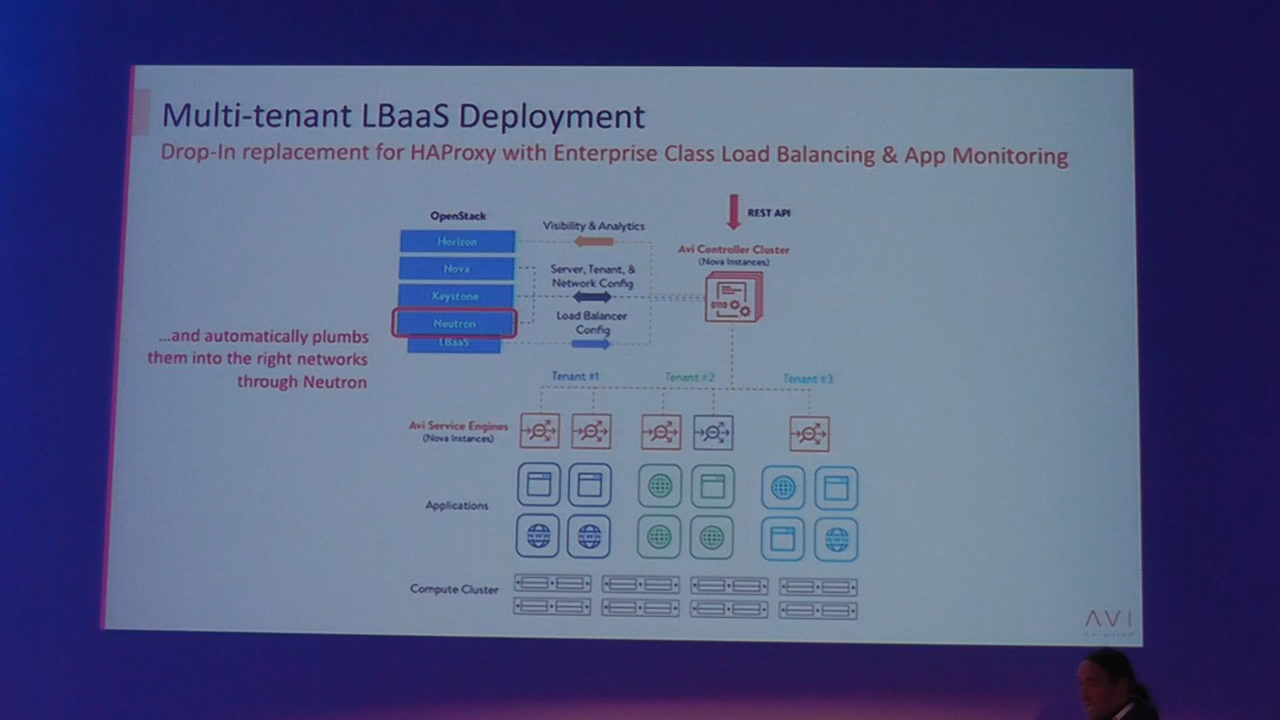 Multi-tenant LBaaS Deployment
Drop-In replacement for HAProxy with Enterprise Class Load Balancing & App Monitoring
REST API
OpenStack
Horizon
Nova
Keystone
Neutron
LBaaS
Visibility & Analytics
Server, Tenant, &
Network Config
Load Balancer
Config
Avi Controller Cluster
(Nova Instances)
...and automatically plumbs
them into the right networks
through Neutron
Tenant #1
Tenant #2
Tenant #3
Avi Service Engines
(Nova Instances)
Applications
Compute Cluster
AVI
networks